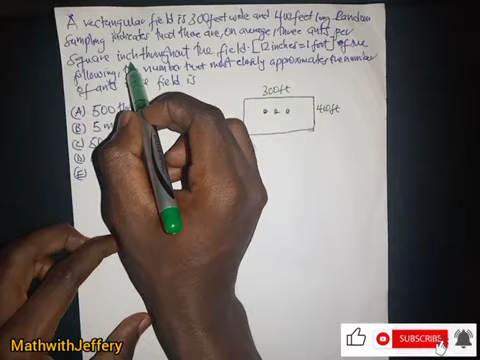 A rectangular field is 300 feet wide and 400 feet long. Random
Sampling indicates that there are, on average, three ants per
square inch throughout the field. [12 inches = 1 foot] Of the
following, the number that most closely approximates the number
of ants field is
300ft
400ft
(A) 500
(B) 5
(C)
(D)
(E)
MathwithJeffery
SUBSCRIBE